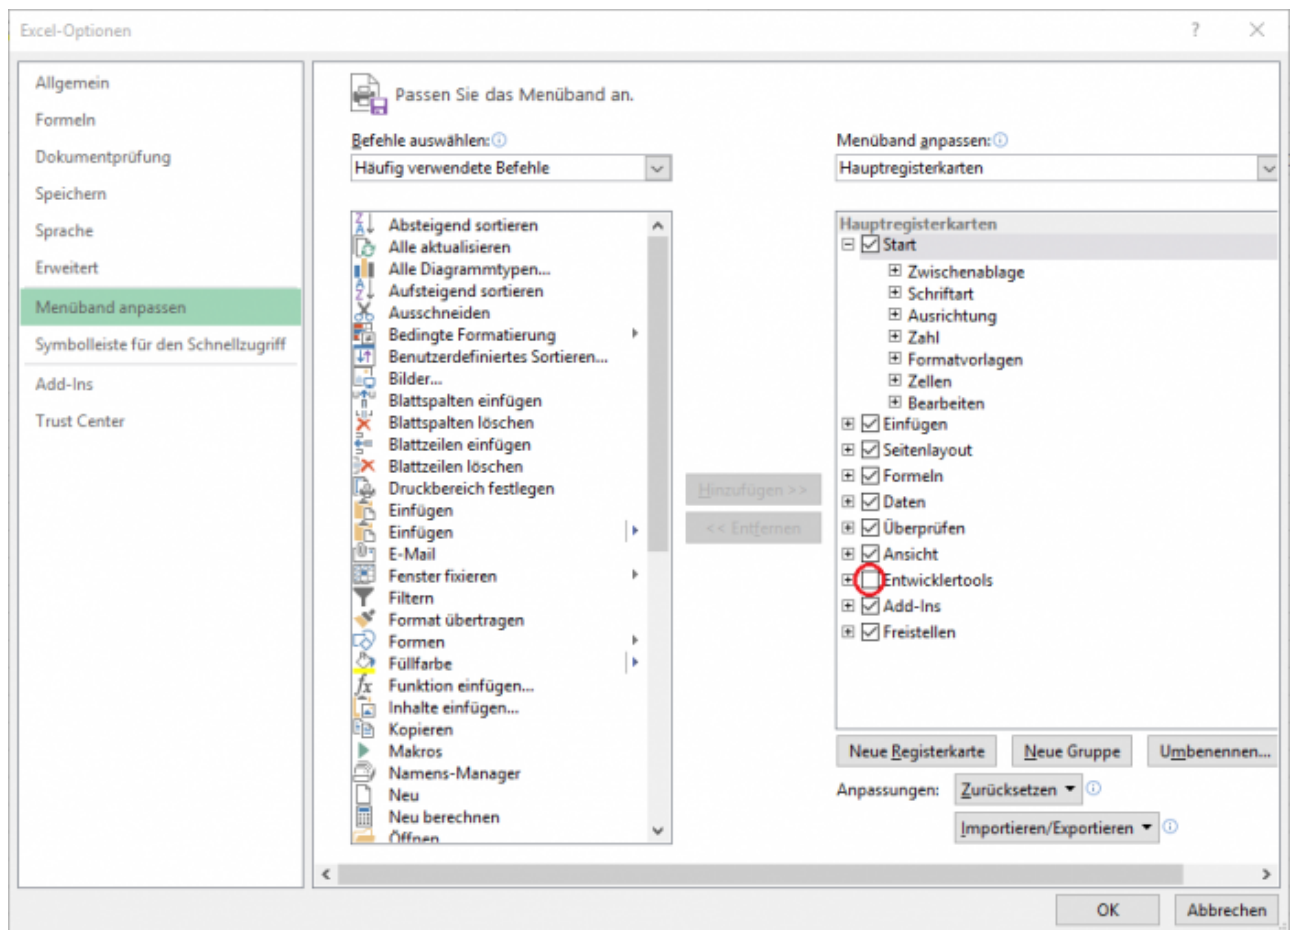 Excel-Optionen
?
Allgemein
Formeln
Dokumentprüfung
Speichern
Sprache
Erweitert
Menüband anpassen
Symbolleiste für den Schnellzugriff
Add-Ins
Trust Center
Passen Sie das Menüband an.
Befehle auswählen:
Häufig verwendete Befehle
Absteigend sortieren
Alle aktualisieren
Alle Diagrammtypen...
Aufsteigend sortieren
Ausschneiden
Bedingte Formatierung
Benutzerdefiniertes Sortieren...
Bilder...
Blattspalten einfügen
Blattspalten löschen
Blattzeilen einfügen
Blattzeilen löschen
Druckbereich festlegen
Einfügen
Einfügen
E-Mail
Fenster fixieren
Filtern
Format übertragen
Formen
Füllfarbe
Funktion einfügen...
Inhalte einfügen...
Kopieren
Makros
Namens-Manager
Neu
Neu berechnen
Öffnen
Hinzufügen >>
<< Entfernen
Menüband anpassen:
Hauptregisterkarten
Hauptregisterkarten
Start
Zwischenablage
Schriftart
Ausrichtung
Zahl
Formatvorlagen
Zellen
Bearbeiten
Einfügen
Seitenlayout
Formeln
Daten
Überprüfen
Ansicht
Entwicklertools
Add-Ins
Freistellen
Neue Registerkarte
Neue Gruppe
Umbenennen...
Anpassungen:
Zurücksetzen
Importieren/Exportieren
OK
Abbrechen